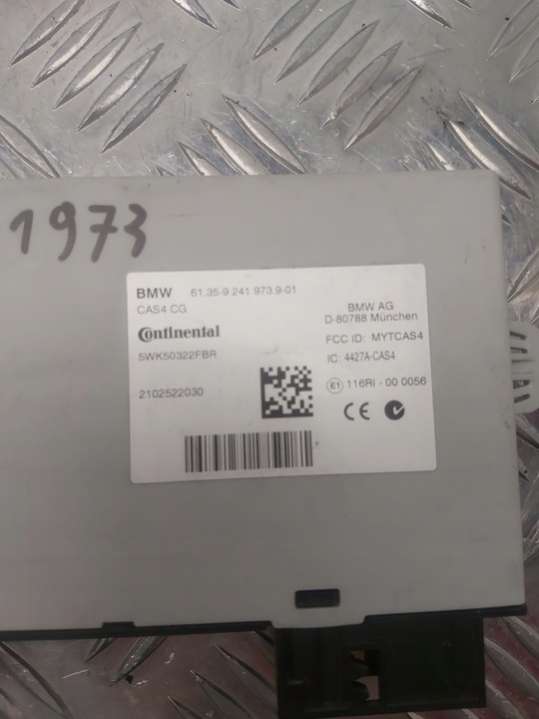 1973
BMW 61.35-9 241.973.9-01
CAS4 CG
Continental
5WK50322FBR
2102522030
BMW AG
D-80788 München
FCC ID: MYTCAS4
IC: 4427A-CAS4
E1 116RI - 00 0056
CE